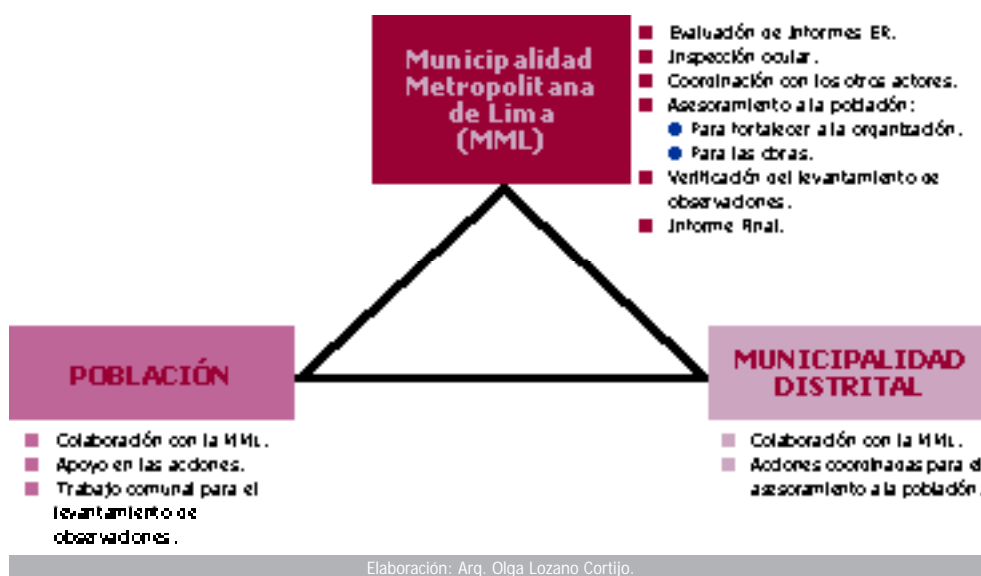 Municipalidad
Metropolitana
de Lima
(MML)
Evaluación de Informes ER.
Inspección ocular.
Coordinación con los otros actores.
Asesoramiento a la población:
Para fortalecer a la organización.
Para las obras.
Verificación del levantamiento de
observaciones.
Informe Final.
POBLACIÓN
Colaboración con la MML.
Apoyo en las acciones.
Trabajo comunal para el
levantamiento de
observaciones.
MUNICIPALIDAD
DISTRITAL
Colaboración con la MML.
Acciones coordinadas para el
asesoramiento a la población.
Elaboración: Arq. Olga Lozano Cortijo.